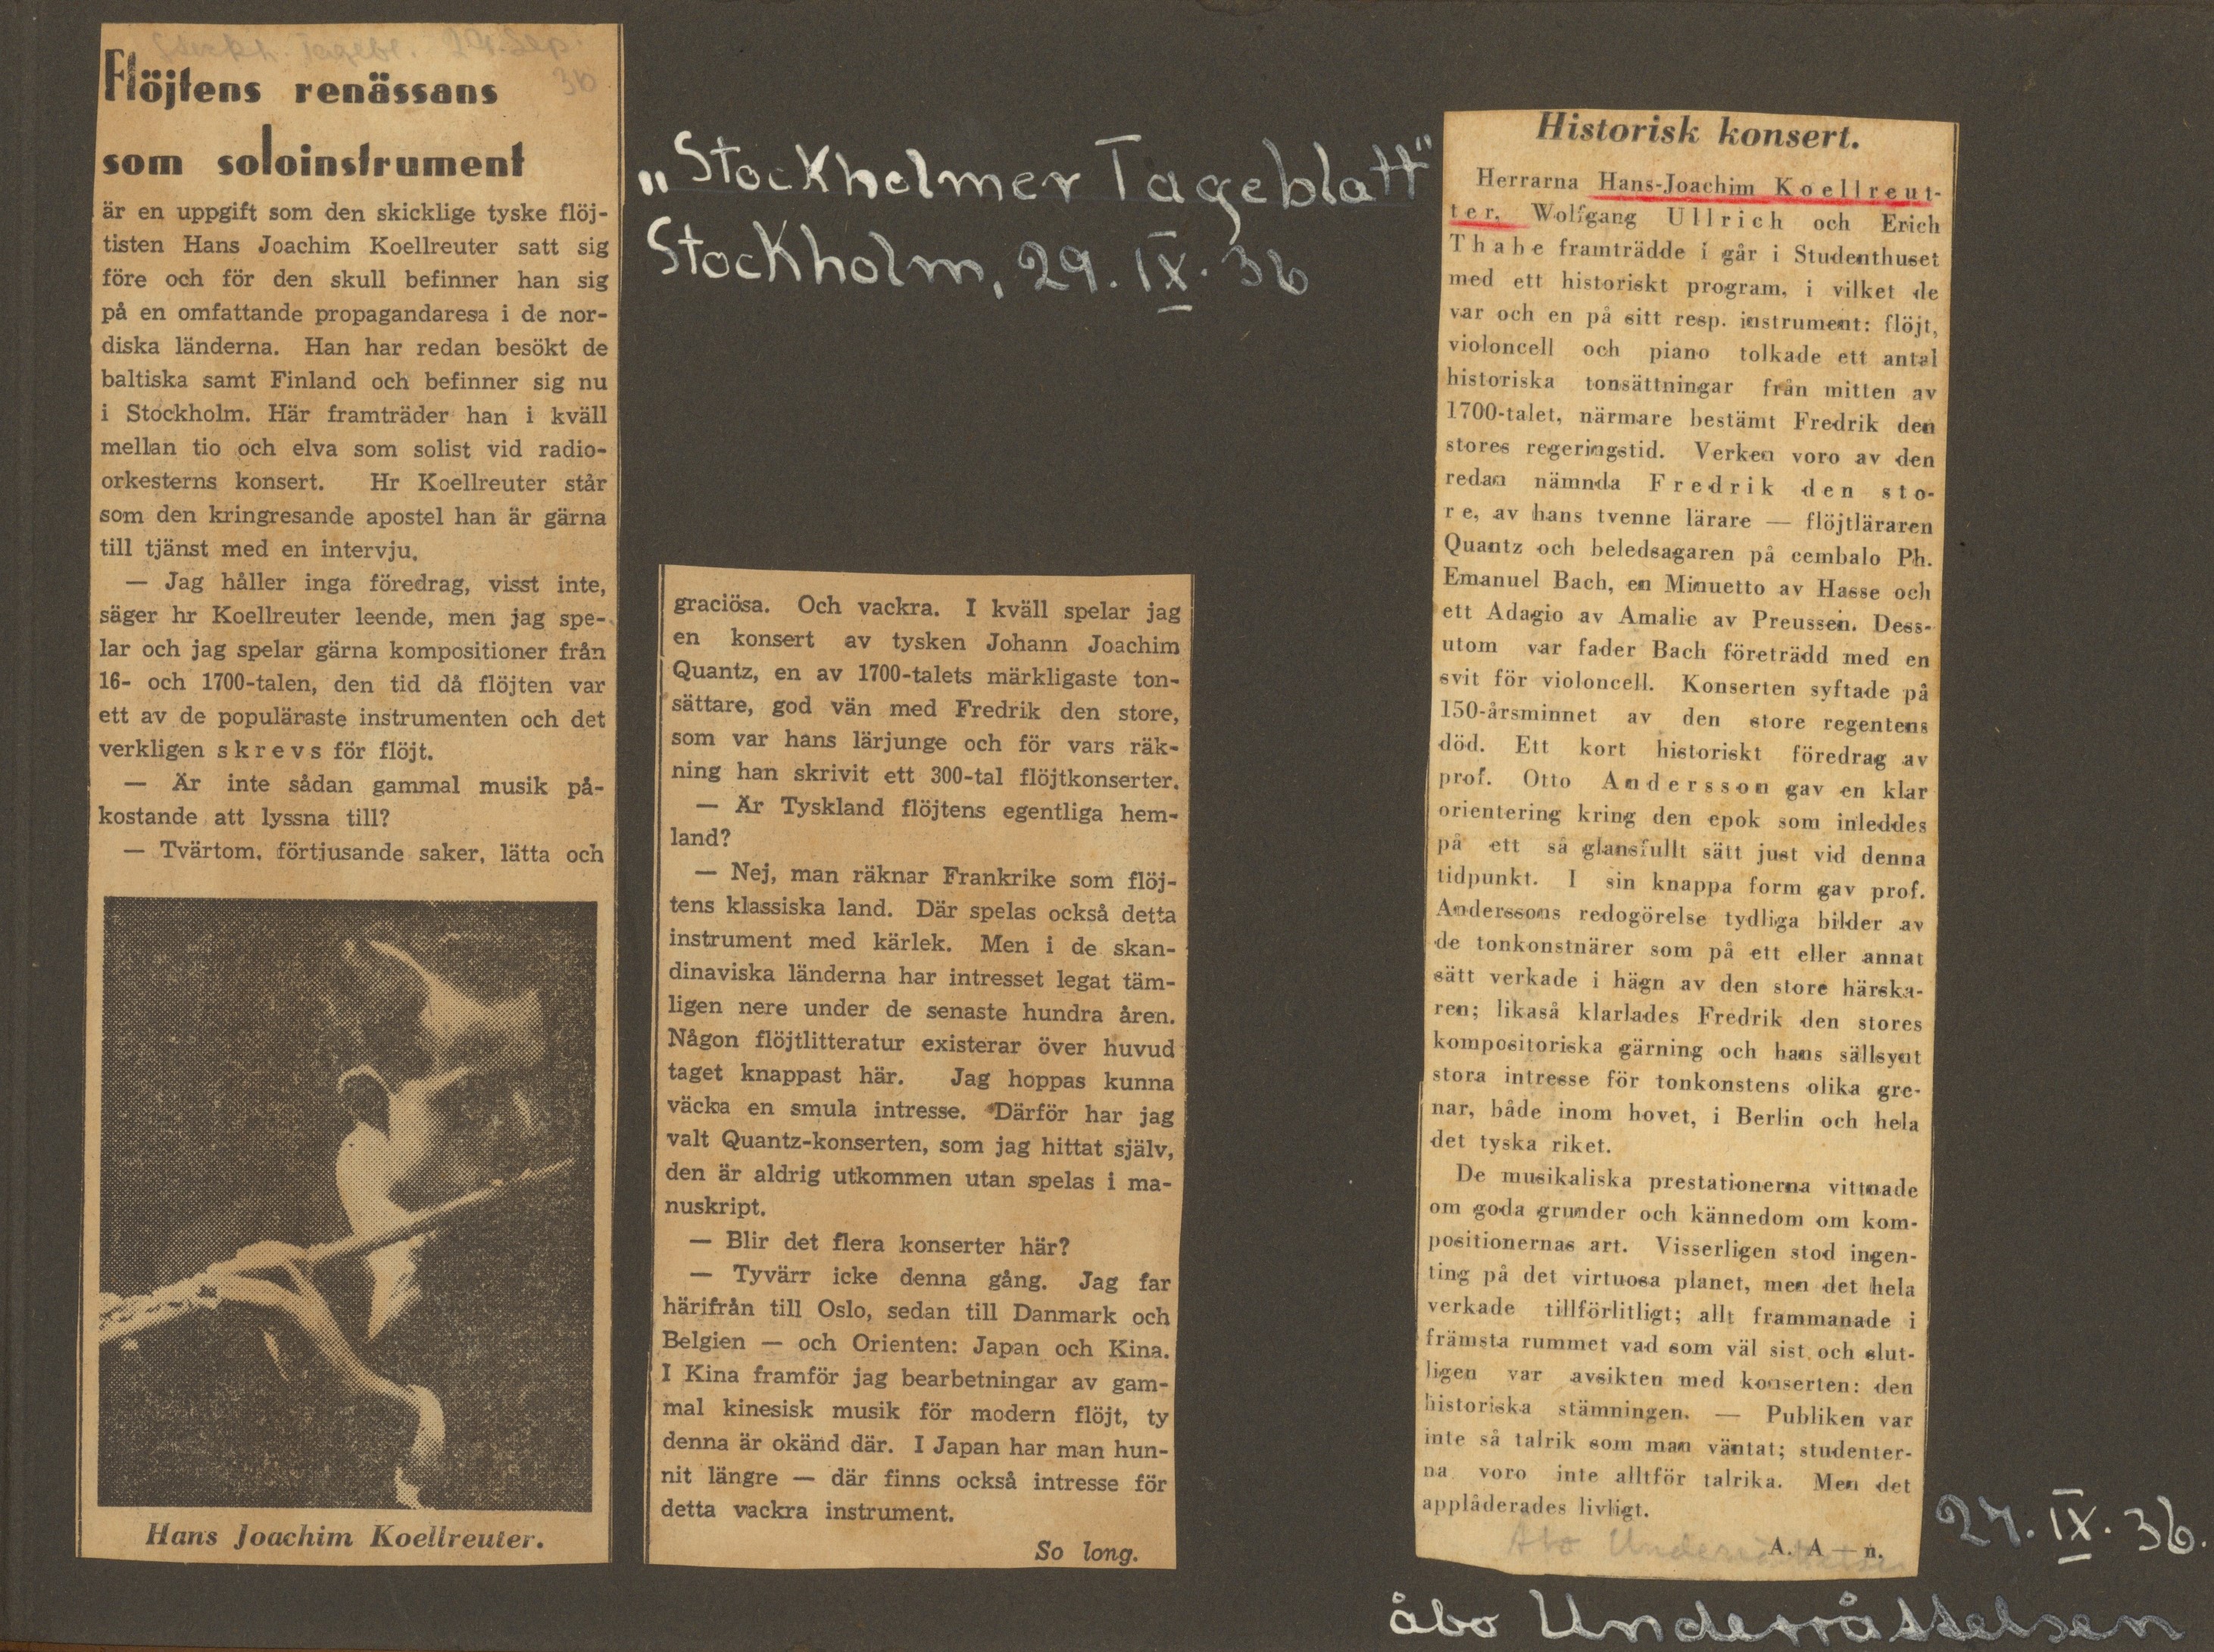 29. Sep.
36
Flöjtens renässans
som soloinstrument
är en uppgift som den skicklige tyske flöj-
tisten Hans Joachim Koellreuter satt sig
före och för den skull befinner han sig
på en omfattande propagandaresa i de nor-
diska länderna. Han har redan besökt de
baltiska samt Finland och befinner sig nu
i Stockholm. Här framträder han i kväll
mellan tio och elva som solist vid radio-
orkesterns konsert. Hr Koellreuter står
som den kringresande apostel han är gärna
till tjänst med en intervju.
— Jag håller inga föredrag, visst inte,
säger hr Koellreuter leende, men jag spe-
lar och jag spelar gärna kompositioner från
16- och 1700-talen, den tid då flöjten var
ett av de populäraste instrumenten och det
verkligen skrevs för flöjt.
— Är inte sådan gammal musik på-
kostande att lyssna till?
— Tvärtom, förtjusande saker, lätta och
Hans Joachim Koellreuter.
„Stockholmer Tageblatt"
Stockholm, 29. IX. 36
graciösa. Och vackra. I kväll spelar jag
en konsert av tysken Johann Joachim
Quantz, en av 1700-talets märkligaste ton-
sättare, god vän med Fredrik den store,
som var hans lärjunge och för vars räk-
ning han skrivit ett 300-tal flöjtkonserter.
— Är Tyskland flöjtens egentliga hem-
land?
— Nej, man räknar Frankrike som flöj-
tens klassiska land. Där spelas också detta
instrument med kärlek. Men i de skan-
dinaviska länderna har intresset legat täm-
ligen nere under de senaste hundra åren.
Någon flöjtlitteratur existerar över huvud
taget knappast här. Jag hoppas kunna
väcka en smula intresse. Därför har jag
valt Quantz-konserten, som jag hittat själv,
den är aldrig utkommen utan spelas i ma-
nuskript.
— Blir det flera konserter här?
— Tyvärr icke denna gång. Jag far
härifrån till Oslo, sedan till Danmark och
Belgien — och Orienten: Japan och Kina.
I Kina framför jag bearbetningar av gam-
mal kinesisk musik för modern flöjt, ty
denna är okänd där. I Japan har man hun-
nit längre — där finns också intresse för
detta vackra instrument.
So long.
Historisk konsert.
Herrarna Hans-Joachim Koellreut-
ter, Wolfgang Ullrich och Erich
Thabe framträdde i går i Studenthuset
med ett historiskt program, i vilket de
var och en på sitt resp. instrument: flöjt,
violoncell och piano tolkade ett antal
historiska tonsättningar från mitten av
1700-talet, närmare bestämt Fredrik den
stores regeringstid. Verken voro av den
redan nämnda Fredrik den sto-
re, av hans tvenne lärare — flöjtläraren
Quantz och beledsagaren på cembalo Ph.
Emanuel Bach, en Minuetto av Hasse och
ett Adagio av Amalie av Preussen. Dess-
utom var fader Bach företrädd med en
svit för violoncell. Konserten syftade på
150-årsminnet av den store regentens
död. Ett kort historiskt föredrag av
prof. Otto Andersson gav en klar
orientering kring den epok som inleddes
på ett så glansfullt sätt just vid denna
tidpunkt. I sin knappa form gav prof.
Anderssons redogörelse tydliga bilder av
de tonkonstnärer som på ett eller annat
sätt verkade i hägn av den store härska-
ren; likaså klarlades Fredrik den stores
kompositoriska gärning och hans sällsynt
stora intresse för tonkonstens olika gre-
nar, både inom hovet, i Berlin och hela
det tyska riket.
De musikaliska prestationerna vittnade
om goda grunder och kännedom om kom-
positionernas art. Visserligen stod ingen-
ting på det virtuosa planet, men det hela
verkade tillförlitligt; allt frammanade i
främsta rummet vad som väl sist och slut-
ligen var avsikten med konserten: den
historiska stämningen. — Publiken var
inte så talrik som man väntat; studenter-
na voro inte alltför talrika. Men det
applåderades livligt.
A. A—n.
Åbo Underrättelsen
27. IX. 36.
åbo Underråttelsen